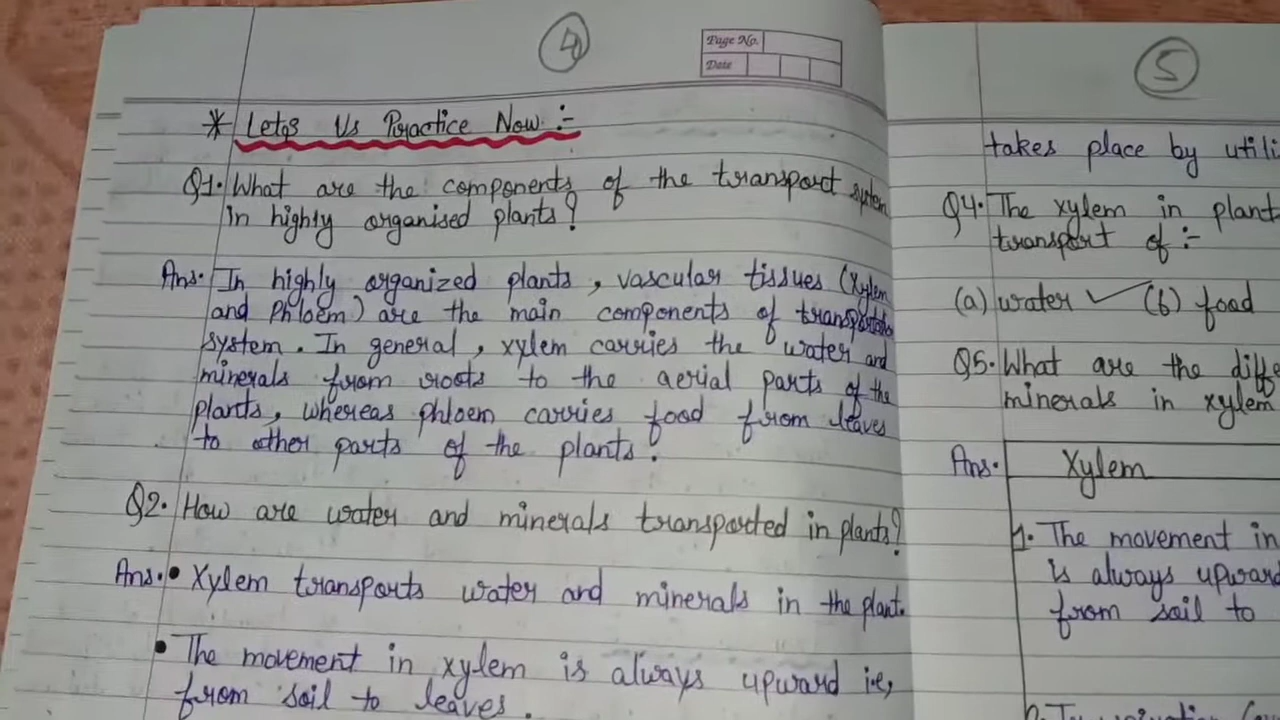 4
Page No.
Date
* Let's Us Practice Now :-
Q1. What are the components of the transport system
in highly organised plants?
Ans. In highly organized plants, vascular tissues (Xylem
and Phloem) are the main components of
system. In general, xylem carries the water and
minerals from roots to the aerial parts of the
plants, whereas phloem carries food from leaves
to other parts of the plants.
Q2. How are water and minerals transported in plants?
Ans. • Xylem transports water and minerals in the plant.
• The movement in xylem is always upward i.e,
from soil to leaves.
5
takes place by utili
Q4. The xylem in plant
transport of :-
(a) water ✓ (b) food
Q5. What are the diffe
minerals in xylem
Ans. Xylem
1. The movement in
is always upward
from soil to